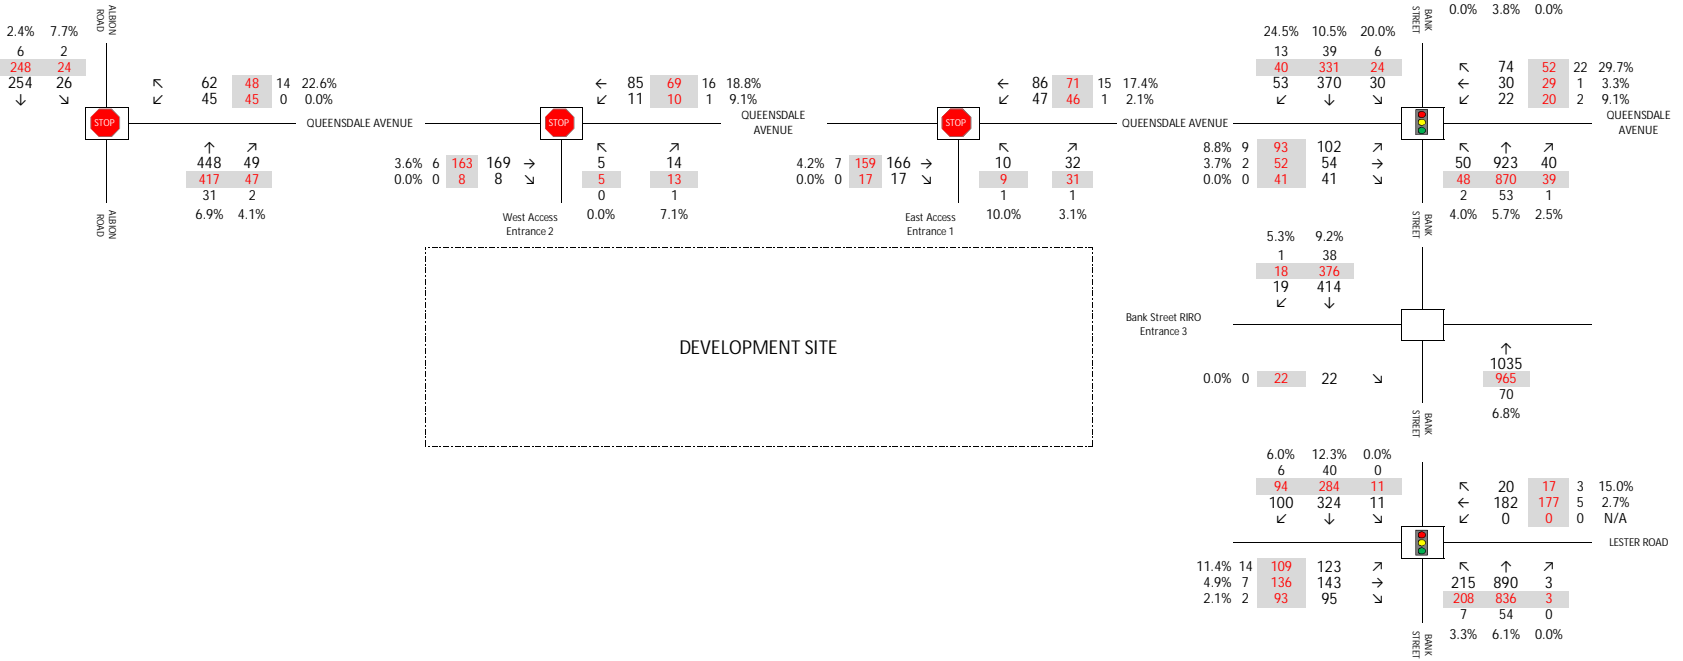 ALBION ROAD
BANK STREET
0.0% 3.8% 0.0%
2.4% 7.7%
6 2
248 24
254 26
↓ ↘
↖ 62 48 14 22.6%
↙ 45 45 0 0.0%
← 85 69 16 18.8%
↙ 11 10 1 9.1%
← 86 71 15 17.4%
↙ 47 46 1 2.1%
24.5% 10.5% 20.0%
13 39 6
40 331 24
53 370 30
↙ ↓ ↘
↖ 74 52 22 29.7%
← 30 29 1 3.3%
↙ 22 20 2 9.1%
STOP
QUEENSDALE AVENUE
STOP
QUEENSDALE
AVENUE
STOP
QUEENSDALE AVENUE
QUEENSDALE
AVENUE
↑ ↗
448 49
417 47
31 2
6.9% 4.1%
ALBION ROAD
3.6% 6 163 169 →
0.0% 0 8 8 ↘
↖ ↗
5 14
5 13
0 1
0.0% 7.1%
West Access
Entrance 2
4.2% 7 159 166 →
0.0% 0 17 17 ↘
↖ ↗
10 32
9 31
1 1
10.0% 3.1%
East Access
Entrance 1
8.8% 9 93 102 ↗
3.7% 2 52 54 →
0.0% 0 41 41 ↘
↖ ↑ ↗
50 923 40
48 870 39
2 53 1
4.0% 5.7% 2.5%
BANK STREET
5.3% 9.2%
1 38
18 376
19 414
↙ ↓
Bank Street RIRO
Entrance 3
DEVELOPMENT SITE
0.0% 0 22 22 ↘
↑
1035
965
70
6.8%
BANK STREET
6.0% 12.3% 0.0%
6 40 0
94 284 11
100 324 11
↙ ↓ ↘
↖ 20 17 3 15.0%
← 182 177 5 2.7%
↙ 0 0 0 N/A
LESTER ROAD
11.4% 14 109 123 ↗
4.9% 7 136 143 →
2.1% 2 93 95 ↘
↖ ↑ ↗
215 890 3
208 836 3
7 54 0
3.3% 6.1% 0.0%
BANK STREET